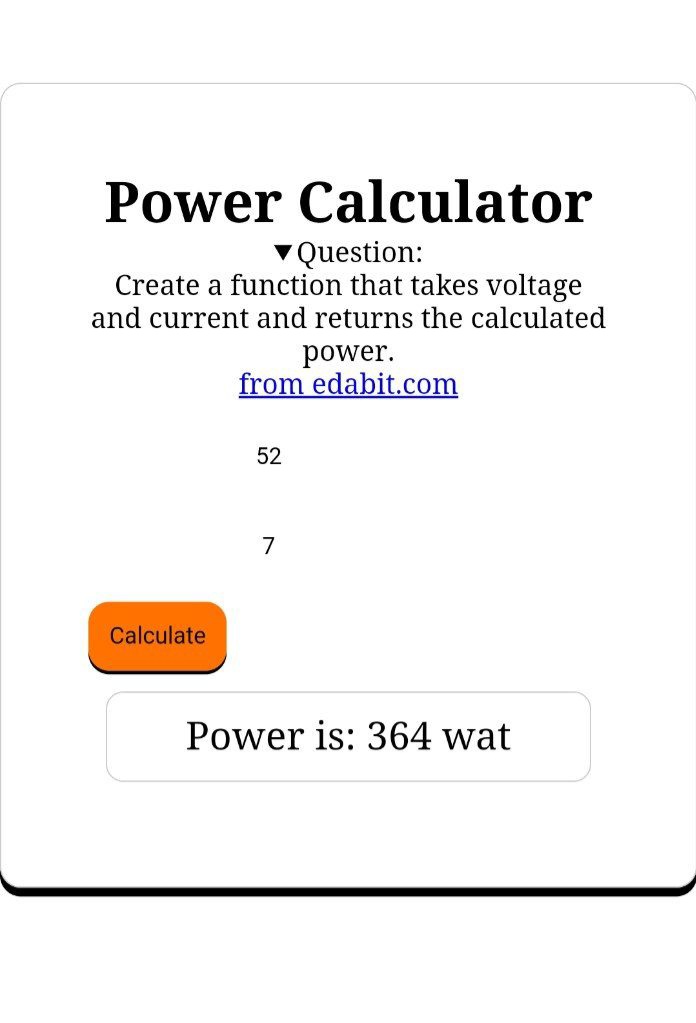 Power Calculator
▼Question:
Create a function that takes voltage
and current and returns the calculated
power.
from edabit.com
52
7
Calculate
Power is: 364 wat